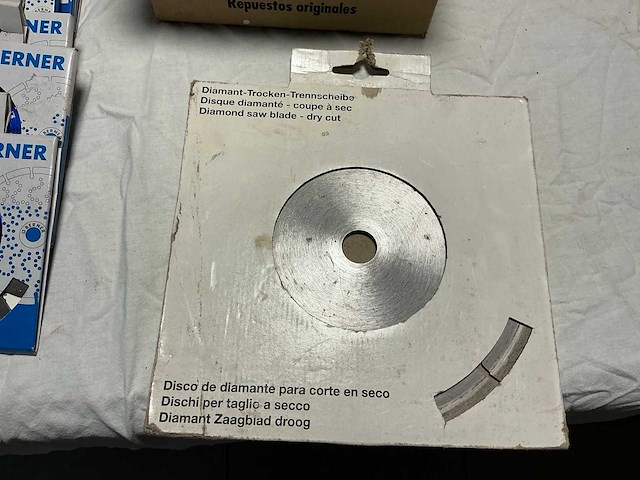 Repuestos originales
ERNER
ERNER
Diamant-Trocken-Trennscheibe
Disque diamanté - coupe à sec
Diamond saw blade - dry cut
Disco de diamante para corte en seco
Dischi per taglio a secco
Diamant Zaagblad droog